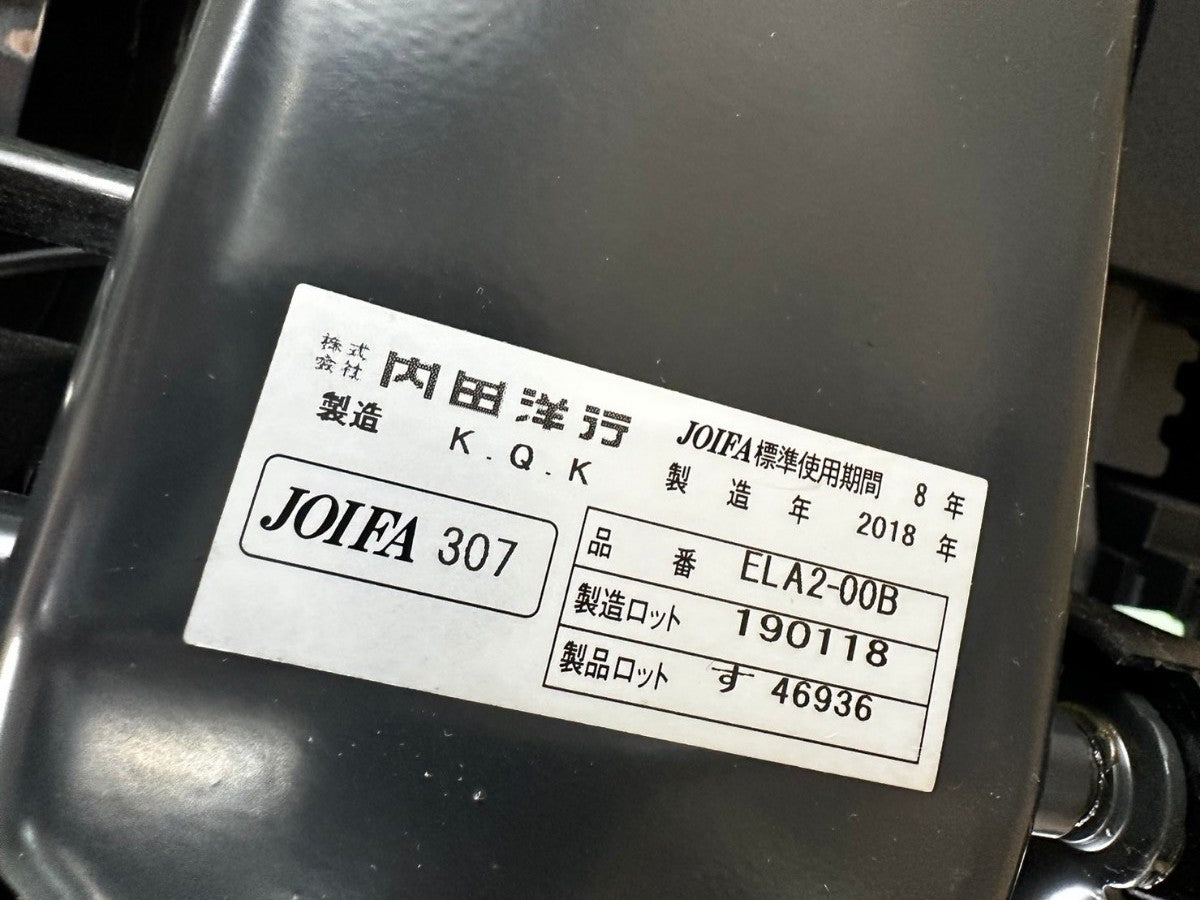 株式会社 内田洋行
製造 K.Q.K
JOIFA 307
JOIFA標準使用期間 8年
製造年 2018年
品番 ELA2-00B
製造ロット 190118
製品ロット す 46936